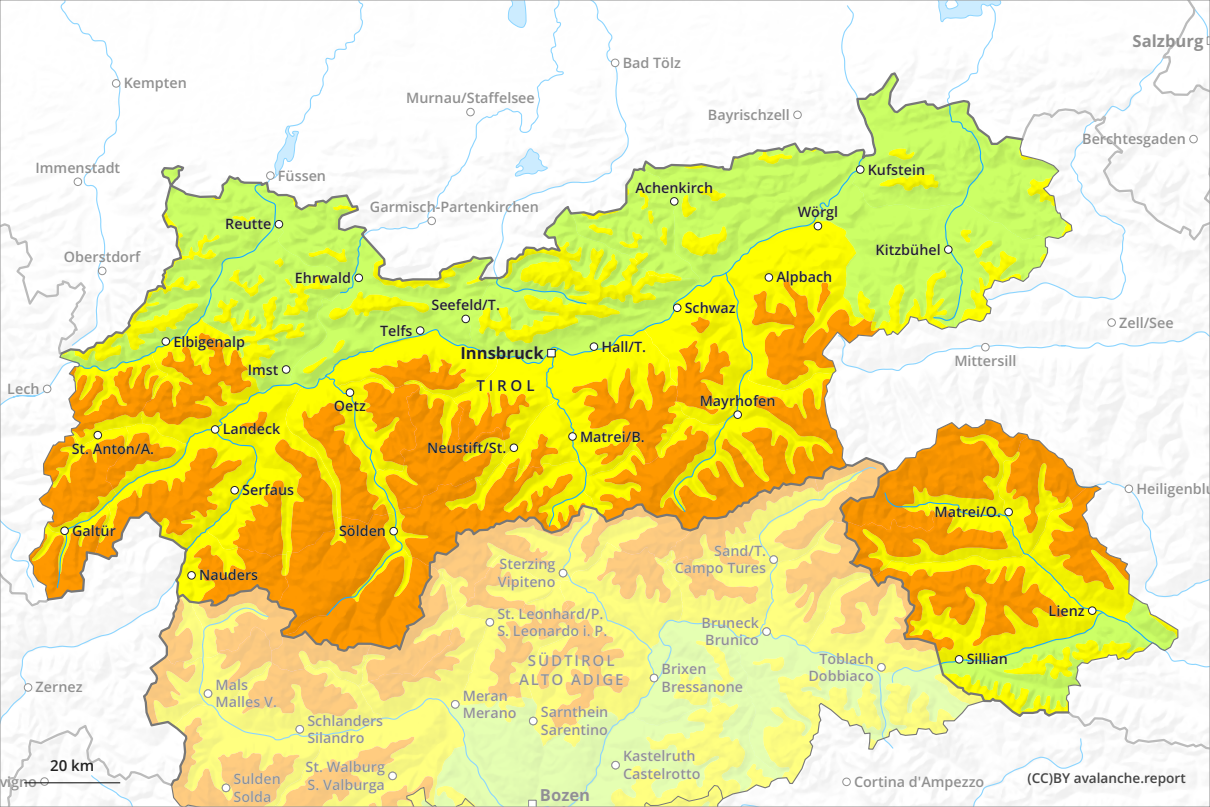 Salzburg
Bad Tölz
Kempten
Murnau/Staffelsee
Bayrischzell
Berchtesgaden
Immenstadt
Füssen
Kufstein
Achenkirch
Garmisch-Partenkirchen
Wörgl
Reutte
Oberstdorf
Kitzbühel
Ehrwald
Alpbach
Seefeld/T.
Schwaz
Zell/See
Telfs
Elbigenalp
Innsbruck
Hall/T.
Mittersill
Imst
TIROL
Lech
Oetz
Mayrhofen
Landeck
Matrei/B.
St. Anton/A.
Neustift/St.
Serfaus
Heiligenblu
Matrei/O.
Galtür
Sölden
Sterzing
Vipiteno
Sand/T.
Campo Tures
Nauders
St. Leonhard/P.
S. Leonardo i. P.
Lienz
Bruneck
Brunico
Toblach
Dobbiaco
Sillian
SÜDTIROL
ALTO ADIGE
Brixen
Bressanone
Zernez
Mals
Malles V.
Meran
Merano
Sarnthein
Sarentino
Schlanders
Silandro
Kastelruth
Castelrotto
St. Walburg
S. Valburga
20 km
vigno
Sulden
Solda
Cortina d'Ampezzo
(CC)BY avalanche.report
Bozen